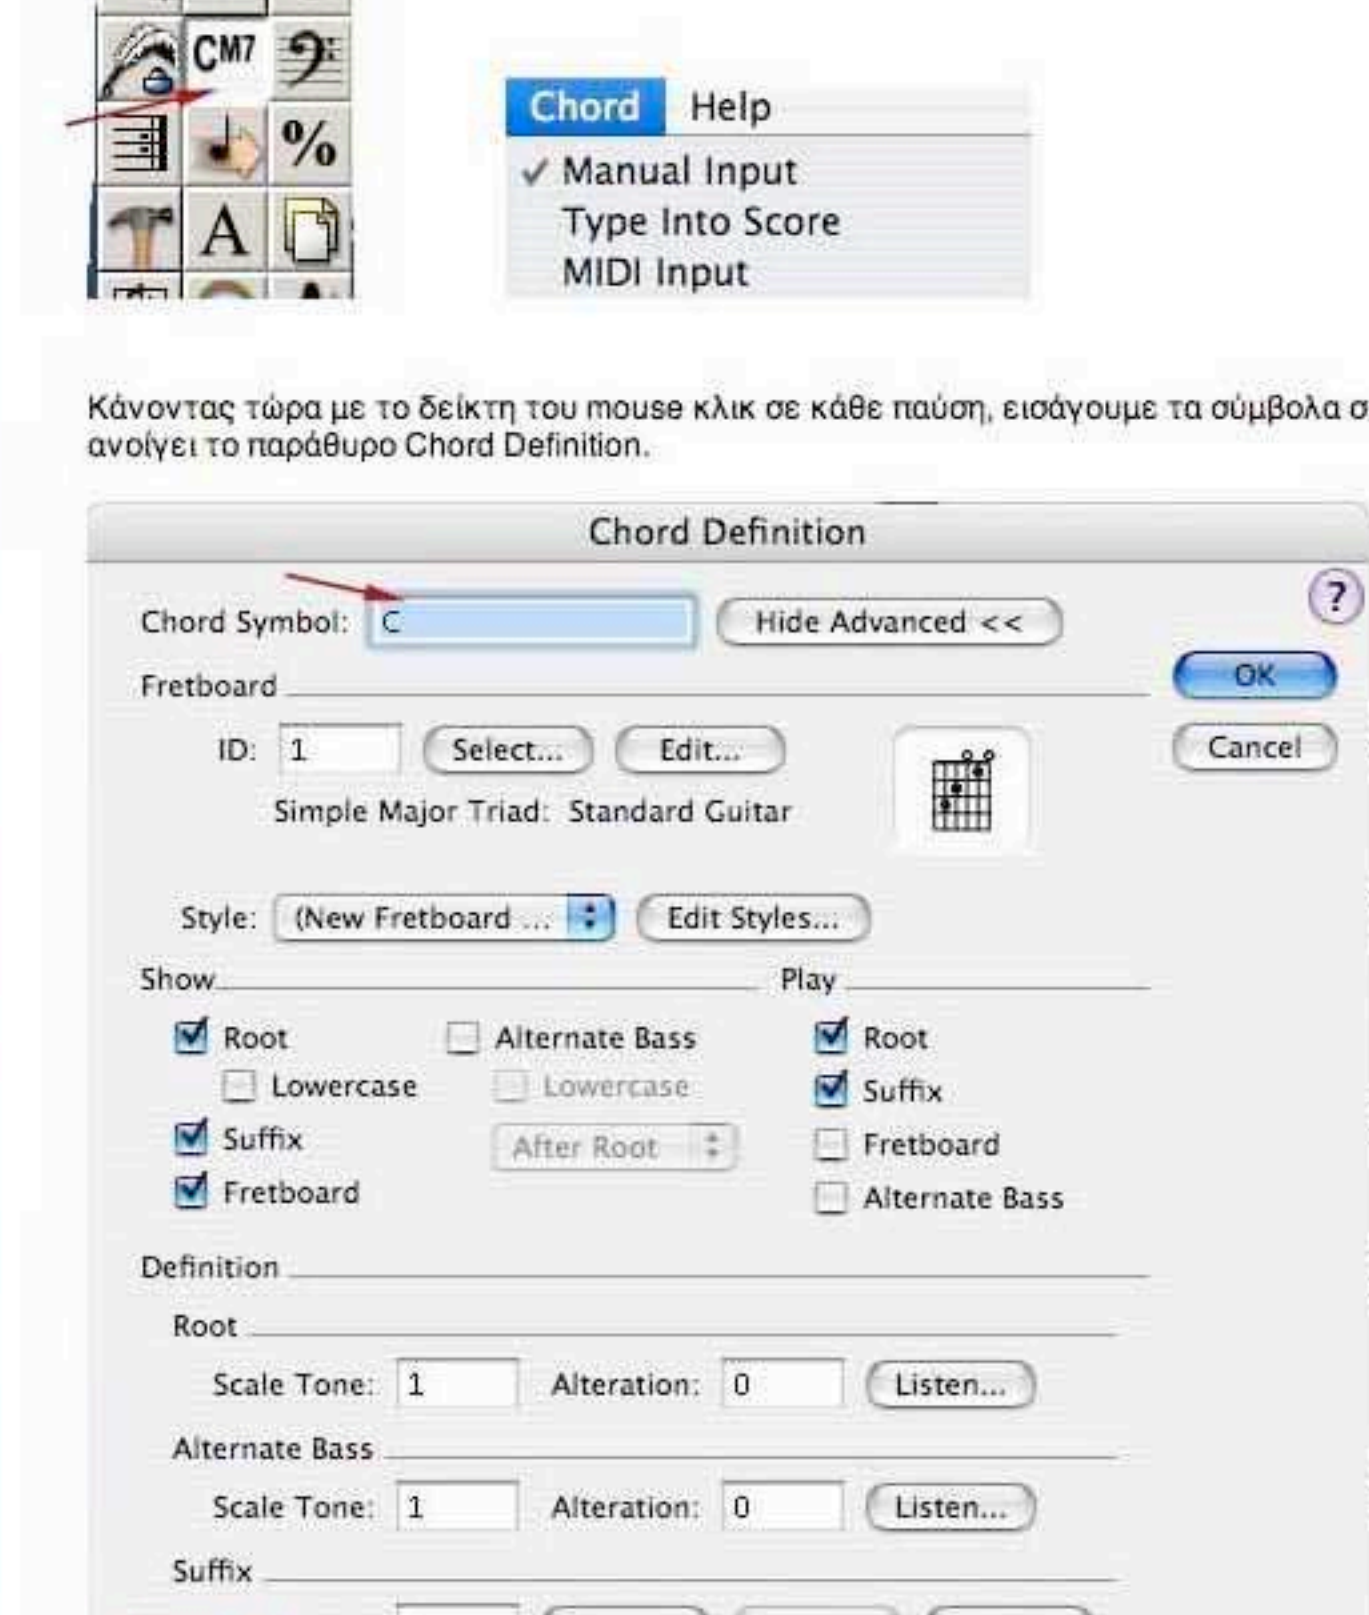 CM7
%
A
Chord Help
✓ Manual Input
Type Into Score
MIDI Input
Κάνοντας τώρα με το δείκτη του mouse κλικ σε κάθε παύση, εισάγουμε τα σύμβολα
ανοίγει το παράθυρο Chord Definition.
Chord Definition
?
Chord Symbol: C Hide Advanced <<
OK
Fretboard
ID: 1 Select... Edit...
Cancel
Simple Major Triad: Standard Guitar
Style: (New Fretboard ... Edit Styles...
Show Play
Root Alternate Bass Root
Lowercase Lowercase Suffix
Suffix After Root Fretboard
Fretboard Alternate Bass
Definition
Root
Scale Tone: 1 Alteration: 0 Listen...
Alternate Bass
Scale Tone: 1 Alteration: 0 Listen...
Suffix